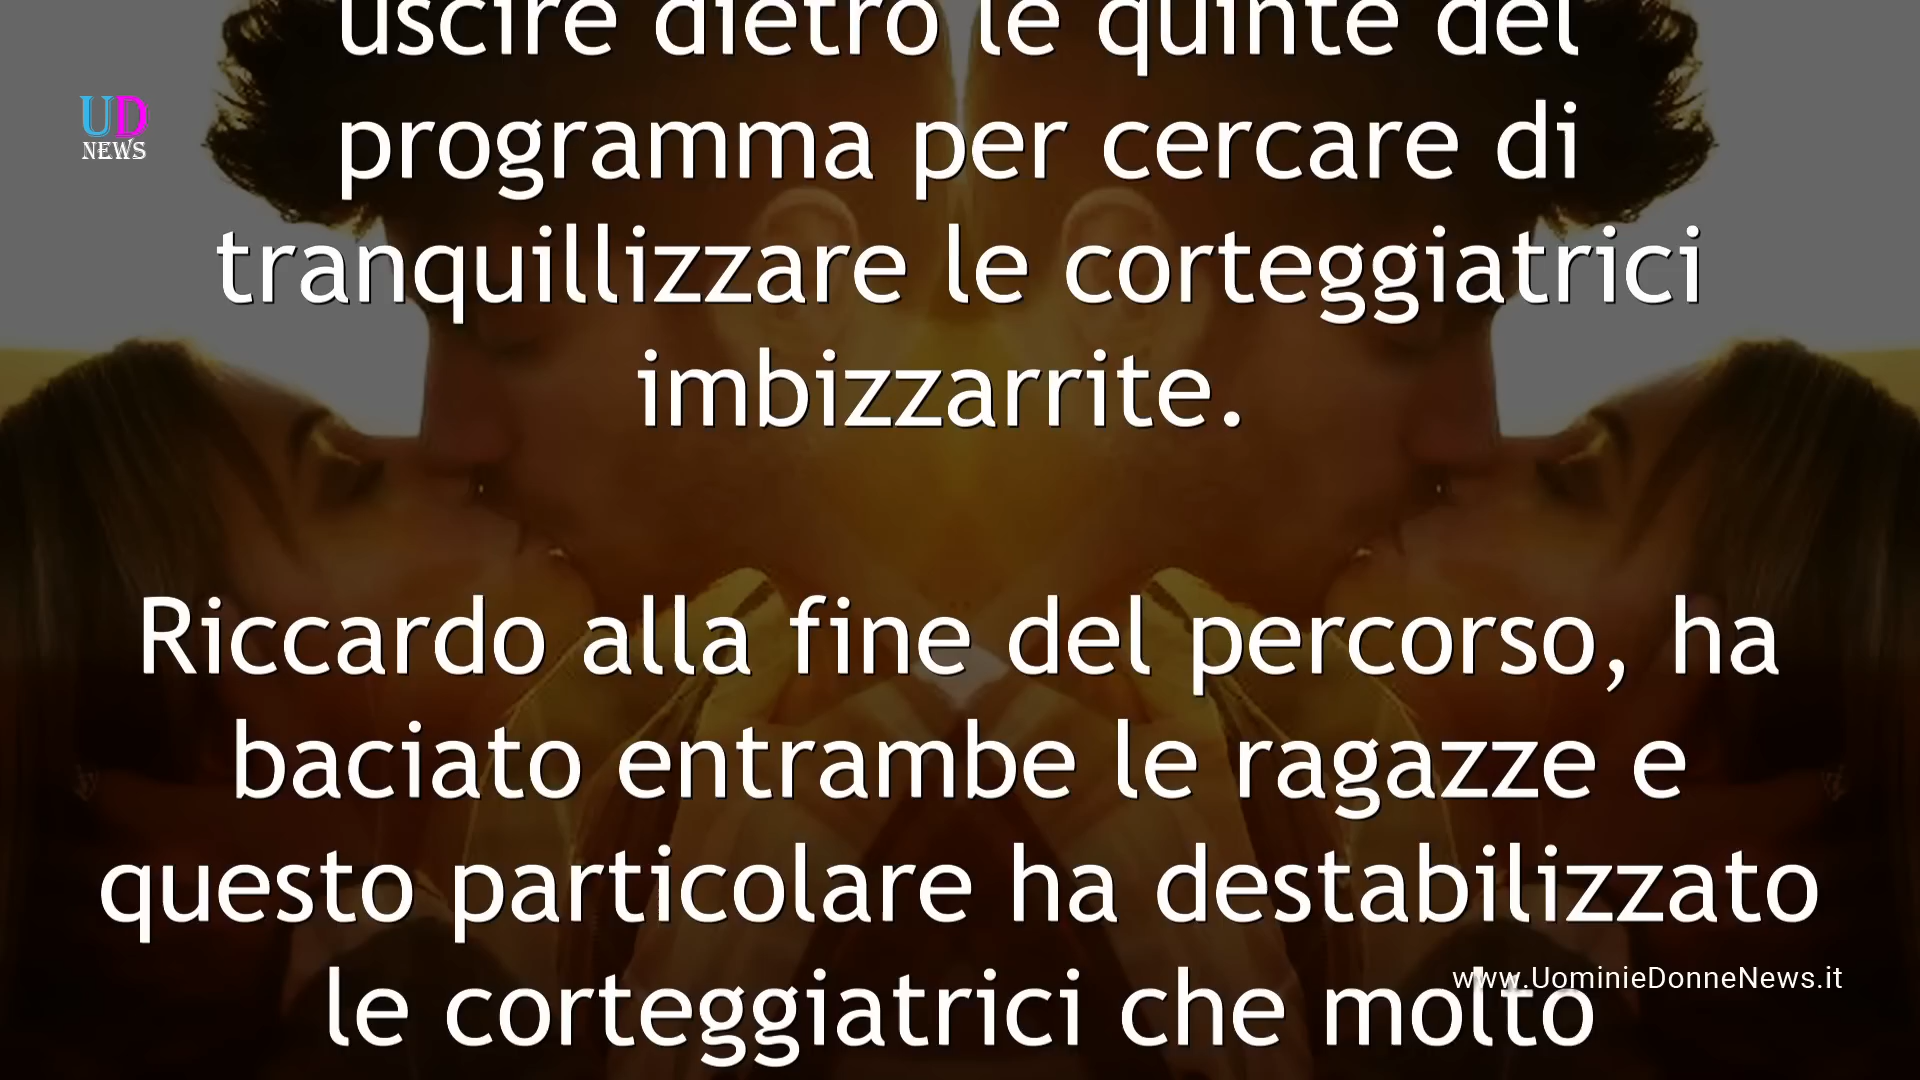 uscire dietro le quinte del
UD
NEWS
programma per cercare di
tranquillizzare le corteggiatrici
imbizzarrite.
Riccardo alla fine del percorso, ha
baciato entrambe le ragazze e
questo particolare ha destabilizzato
www.UominieDonneNews.it
le corteggiatrici che molto